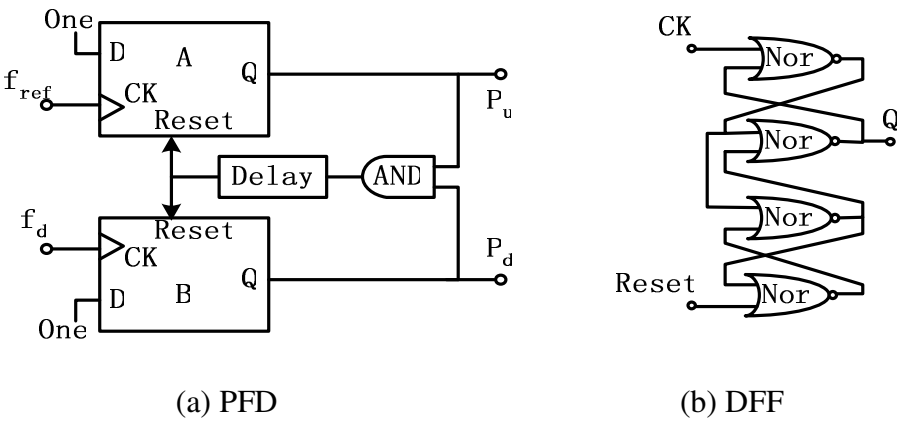 One
D
A
Q
f_ref
CK
Reset
P_u
Delay
AND
f_d
Reset
CK
P_d
D
B
Q
One
(a) PFD
CK
Nor
Nor
Q
Nor
Reset
Nor
(b) DFF